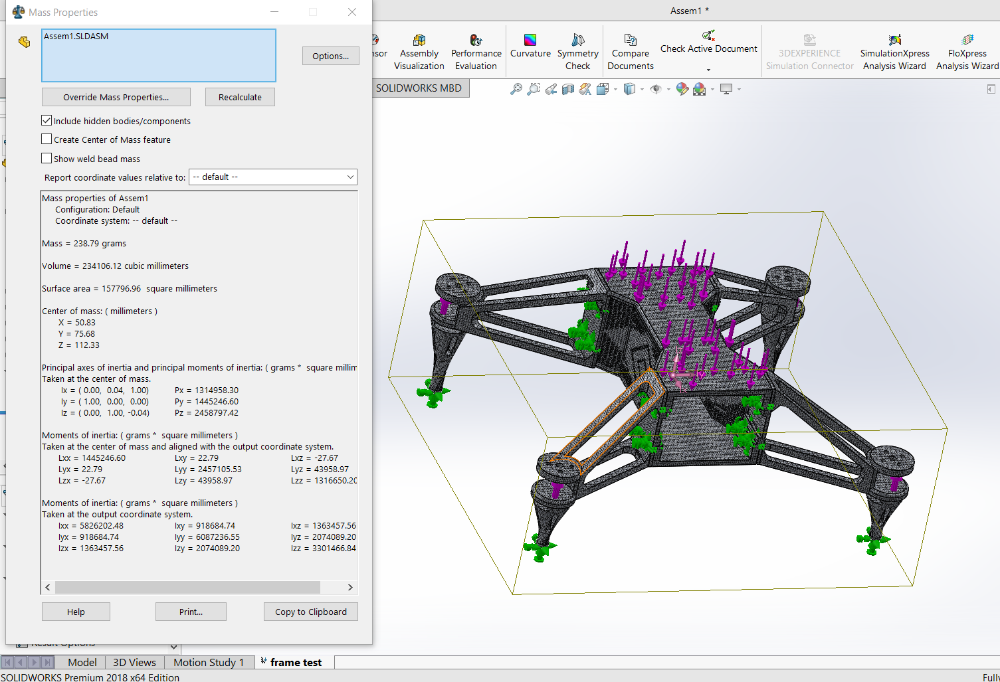 Mass Properties
Assem1 *
Assem1.SLDASM
Options...
Override Mass Properties...
Recalculate
Include hidden bodies/components
Create Center of Mass feature
Show weld bead mass
Report coordinate values relative to: -- default --
Mass properties of Assem1
Configuration: Default
Coordinate system: -- default --
Mass = 238.79 grams
Volume = 234106.12 cubic millimeters
Surface area = 157796.96 square millimeters
Center of mass: ( millimeters )
X = 50.83
Y = 75.68
Z = 112.33
Principal axes of inertia and principal moments of inertia: ( grams * square millim
Taken at the center of mass.
Ix = ( 0.00, 0.04, 1.00) Px = 1314958.30
Iy = ( 1.00, 0.00, 0.00) Py = 1445246.60
Iz = ( 0.00, 1.00, -0.04) Pz = 2458797.42
Moments of inertia: ( grams * square millimeters )
Taken at the center of mass and aligned with the output coordinate system.
Lxx = 1445246.60 Lxy = 22.79 Lxz = -27.67
Lyx = 22.79 Lyy = 2457105.53 Lyz = 43958.97
Lzx = -27.67 Lzy = 43958.97 Lzz = 1316650.20
Moments of inertia: ( grams * square millimeters )
Taken at the output coordinate system.
Ixx = 5826202.48 Ixy = 918684.74 Ixz = 1363457.56
Iyx = 918684.74 Iyy = 6087236.55 Iyz = 2074089.20
Izx = 1363457.56 Izy = 2074089.20 Izz = 3301466.84
Help
Print...
Copy to Clipboard
nsor
Assembly
Visualization
Performance
Evaluation
Curvature
Symmetry
Check
Compare
Documents
Check Active Document
3DEXPERIENCE
Simulation Connector
SimulationXpress
Analysis Wizard
FloXpress
Analysis Wizard
SOLIDWORKS MBD
Result Options
Model
3D Views
Motion Study 1
frame test
SOLIDWORKS Premium 2018 x64 Edition
Fully